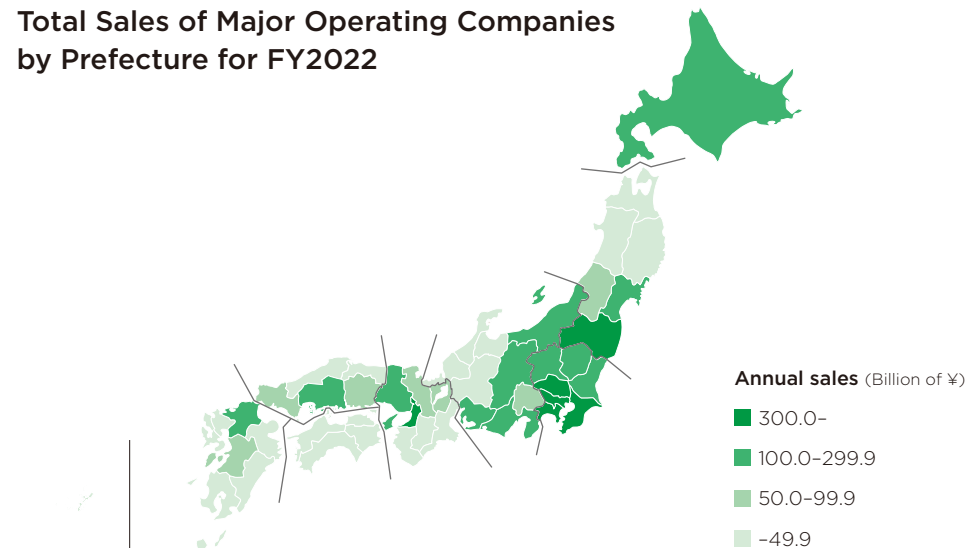 Total Sales of Major Operating Companies
by Prefecture for FY2022
Annual sales (Billion of ¥)
300.0–
100.0–299.9
50.0–99.9
–49.9